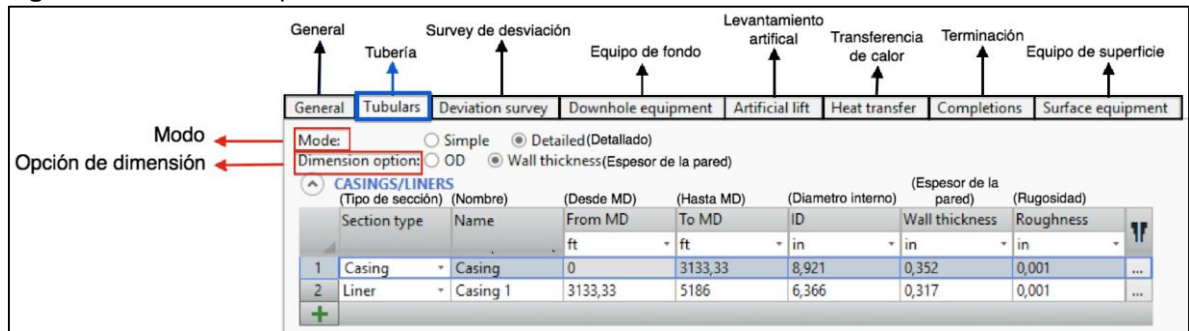 General
Tubería
Survey de desviación
Equipo de fondo
Levantamiento
artifical
Transferencia
de calor
Terminación
Equipo de superficie
General Tubulars Deviation survey Downhole equipment Artificial lift Heat transfer Completions Surface equipment
Modo
Mode: Simple Detailed (Detallado)
Opción de dimensión
Dimension option: OD Wall thickness (Espesor de la pared)
CASINGS/LINERS
(Tipo de sección) (Nombre) (Desde MD) (Hasta MD) (Diametro interno) (Espesor de la pared) (Rugosidad)
Section type Name From MD To MD ID Wall thickness Roughness
ft ft in in in
1 Casing Casing 0 3133,33 8,921 0,352 0,001 ...
2 Liner Casing 1 3133,33 5186 6,366 0,317 0,001 ...